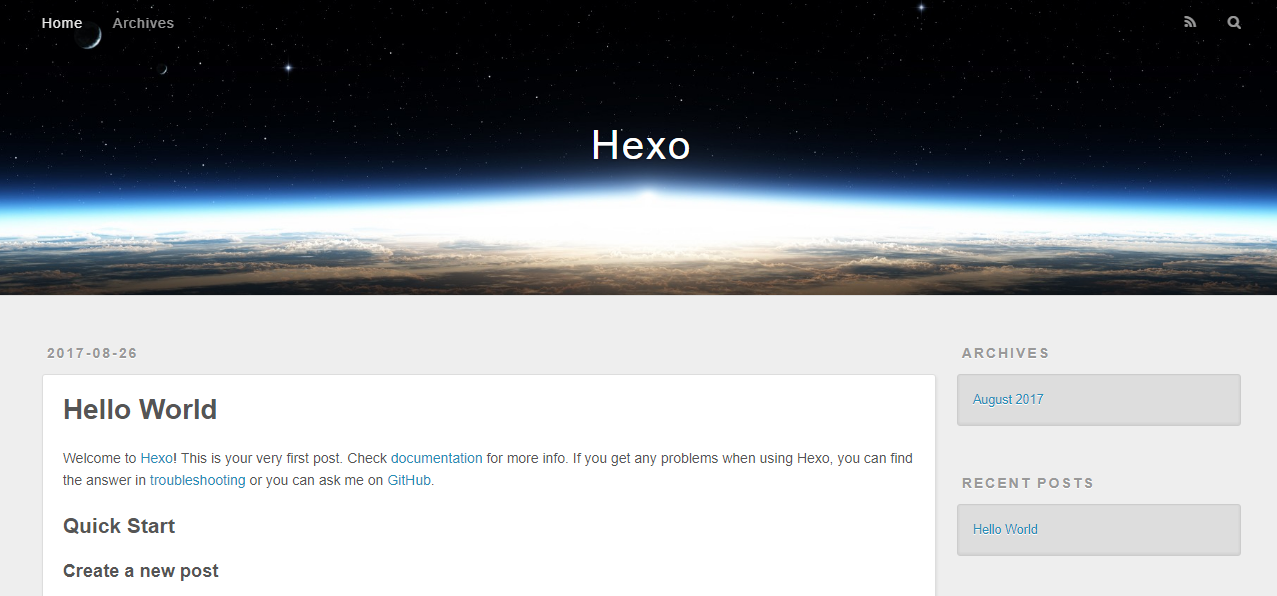 Home Archives
Hexo
2017-08-26
Hello World
Welcome to Hexo! This is your very first post. Check documentation for more info. If you get any problems when using Hexo, you can find
the answer in troubleshooting or you can ask me on GitHub.
Quick Start
Create a new post
ARCHIVES
August 2017
RECENT POSTS
Hello World